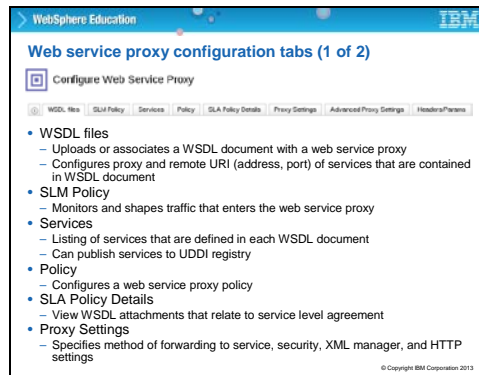 WebSphere Education
IBM
Web service proxy configuration tabs (1 of 2)
Configure Web Service Proxy
WSDL files SLM Policy Services Policy SLA Policy Details Proxy Settings Advanced Proxy Settings Headers/Params
• WSDL files
– Uploads or associates a WSDL document with a web service proxy
– Configures proxy and remote URI (address, port) of services that are contained
in WSDL document
• SLM Policy
– Monitors and shapes traffic that enters the web service proxy
• Services
– Listing of services that are defined in each WSDL document
– Can publish services to UDDI registry
• Policy
– Configures a web service proxy policy
• SLA Policy Details
– View WSDL attachments that relate to service level agreement
• Proxy Settings
– Specifies method of forwarding to service, security, XML manager, and HTTP
settings
© Copyright IBM Corporation 2013